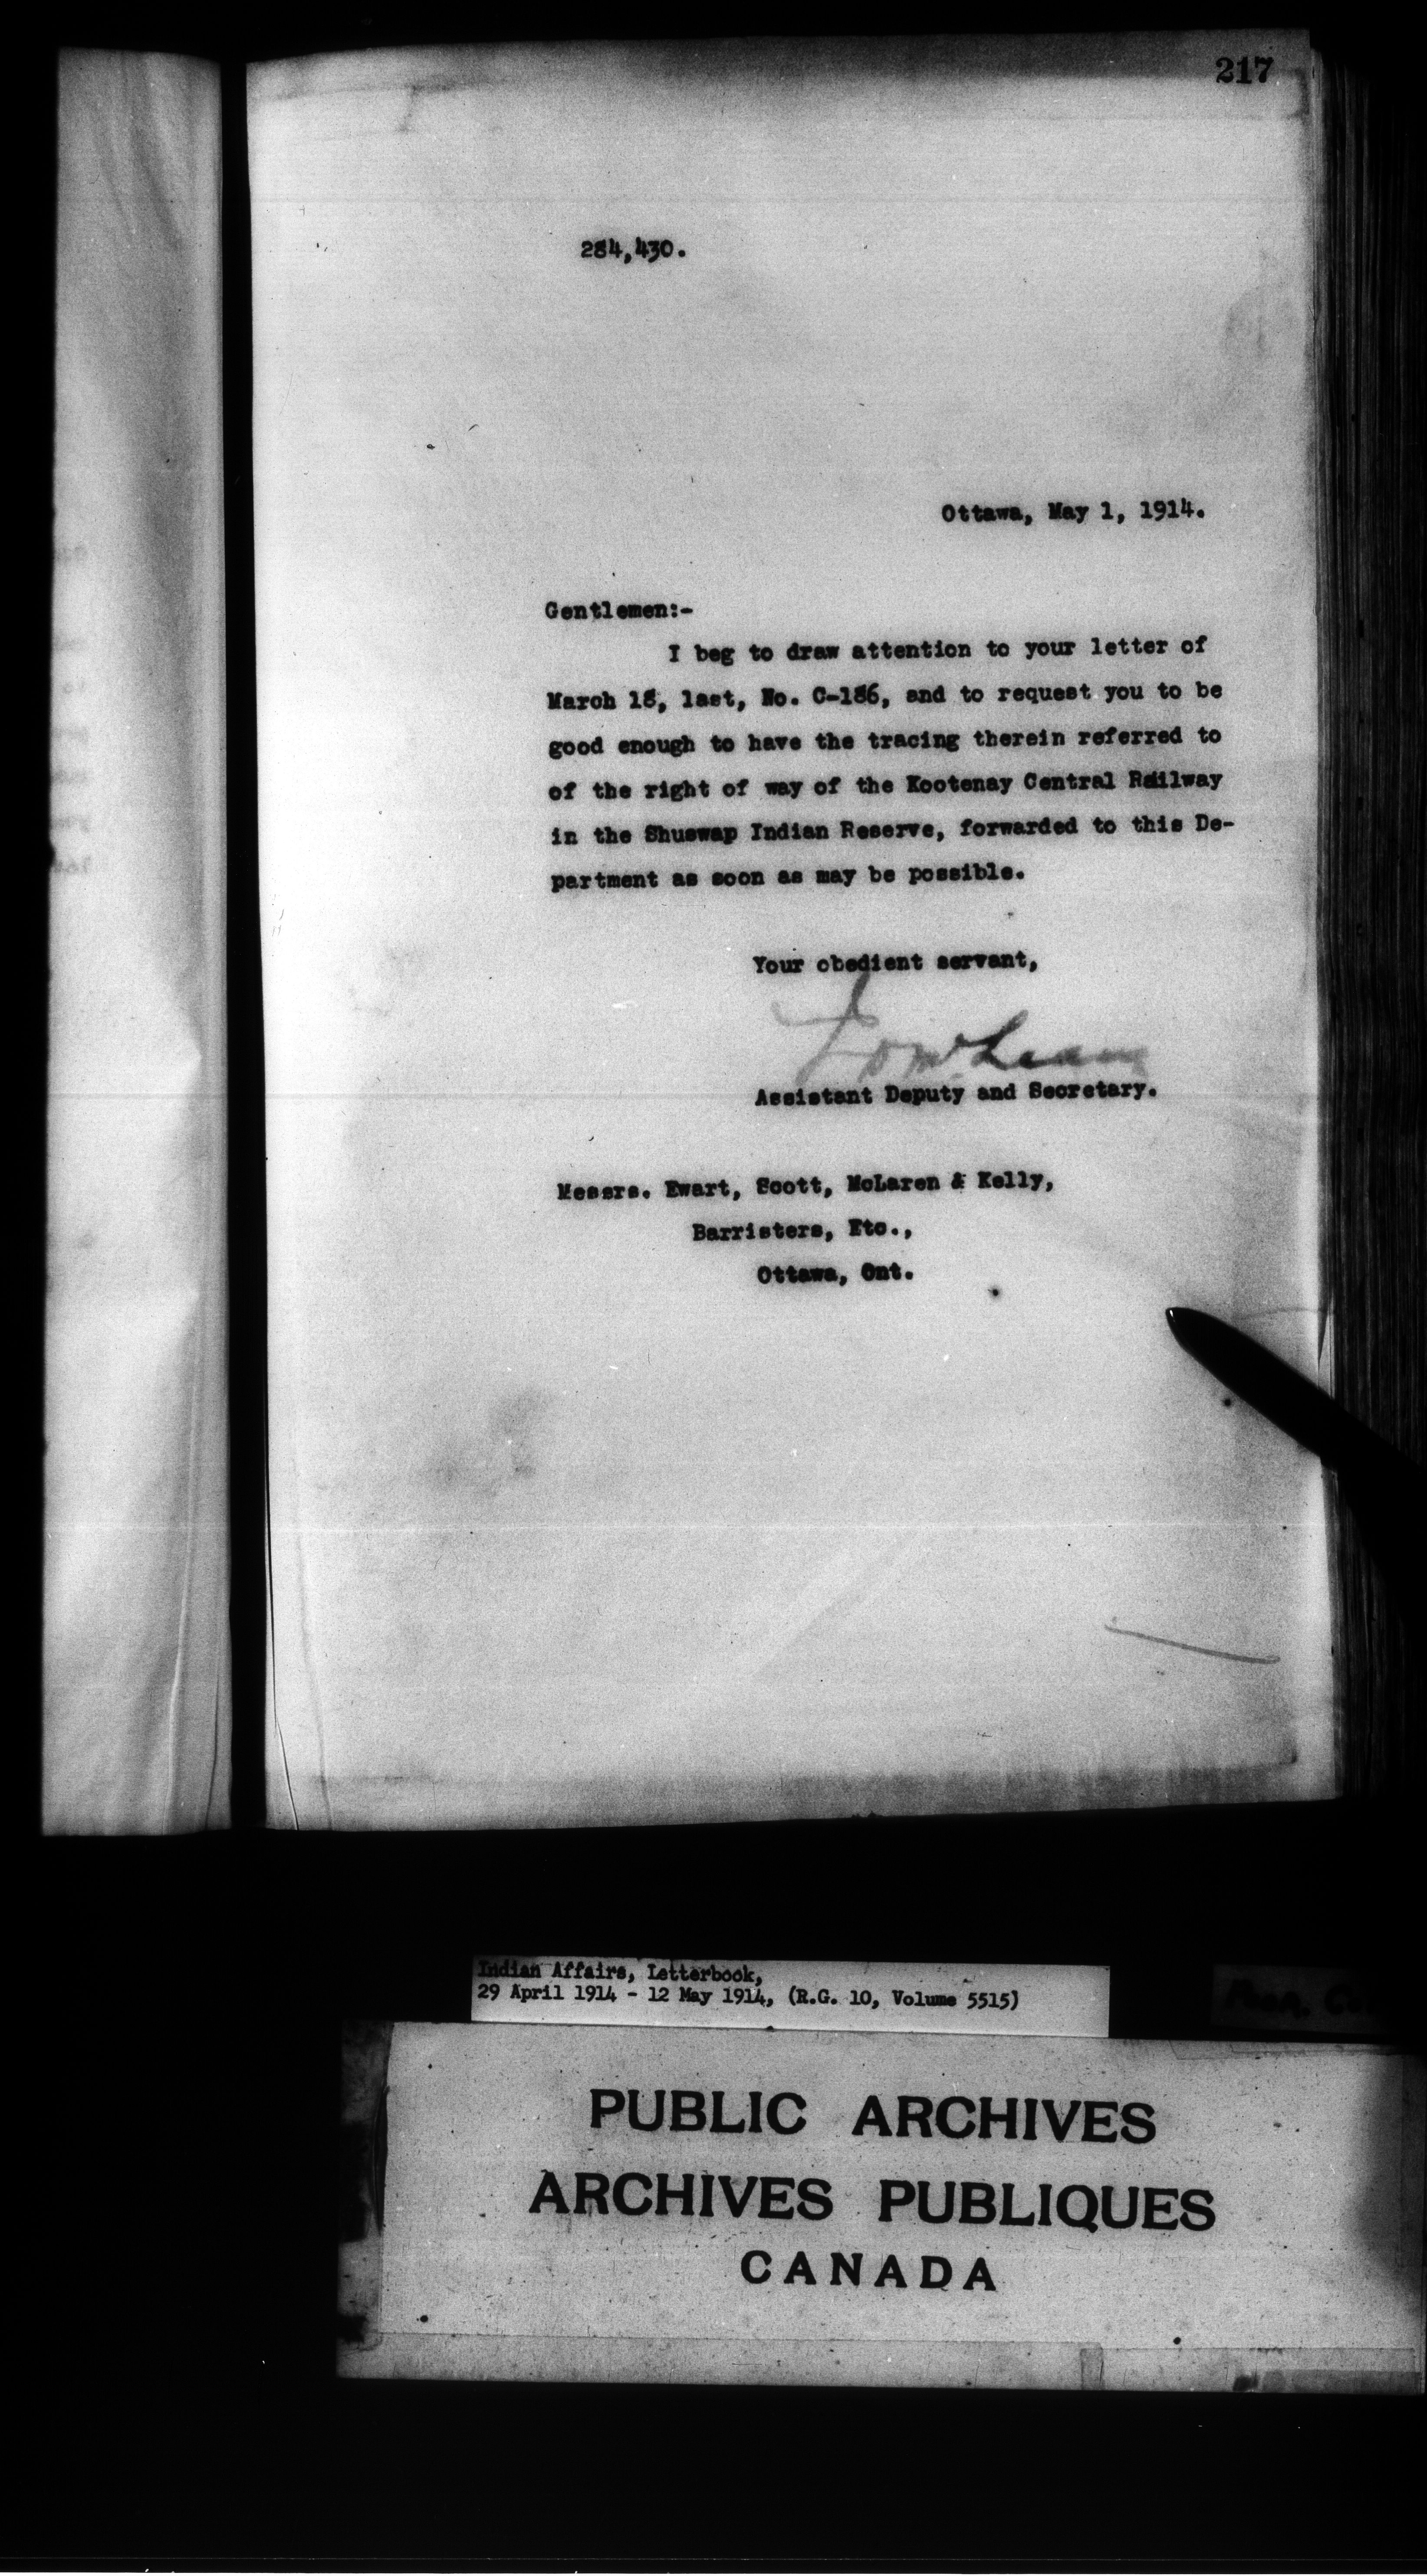 217
284,430.
Ottawa, May 1, 1914.
Gentlemen:-
I beg to draw attention to your letter of
March 18, last, No. C-186, and to request you to be
good enough to have the tracing therein referred to
of the right of way of the Kootenay Central Railway
in the Shuswap Indian Reserve, forwarded to this De-
partment as soon as may be possible.
Your obedient servant,
J D McLean
Assistant Deputy and Secretary.
Messrs. Ewart, Scott, McLaren & Kelly,
Barristers, Etc.,
Ottawa, Ont.
Indian Affairs, Letterbook,
29 April 1914 - 12 May 1914, (R.G. 10, Volume 5515)
PUBLIC ARCHIVES
ARCHIVES PUBLIQUES
CANADA